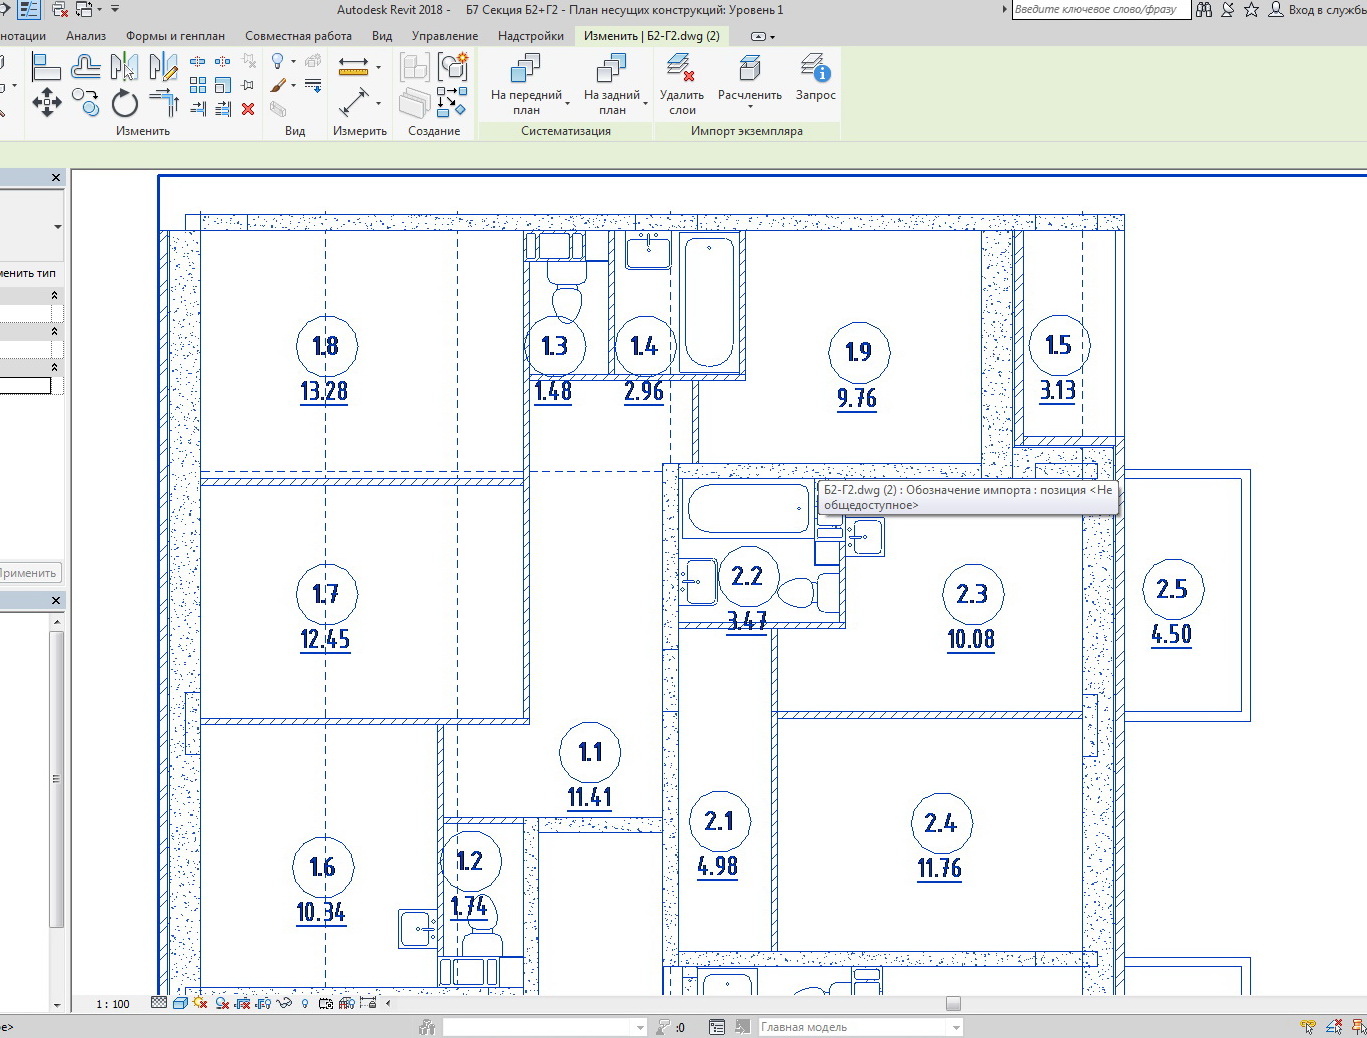 Autodesk Revit 2018 - Б7 Секция Б2+Г2 - План несущих конструкций: Уровень 1
Введите ключевое слово/фразу
Вход в службы
нотации Анализ Формы и генплан Совместная работа Вид Управление Надстройки Изменить | Б2-Г2.dwg (2)
На передний план
На задний план
Удалить слои
Расчленить
Запрос
Изменить Вид Измерить Создание Систематизация Импорт экземпляра
менить тип
Применить
1.8
13.28
1.3
1.48
1.4
2.96
1.9
9.76
1.5
3.13
Б2-Г2.dwg (2) : Обозначение импорта : позиция <Не
общедоступное>
1.7
12.45
2.2
3.47
2.3
10.08
2.5
4.50
1.1
11.41
2.1
4.98
2.4
11.76
1.6
10.34
1.2
1.74
1 : 100
е>
:0
Главная модель